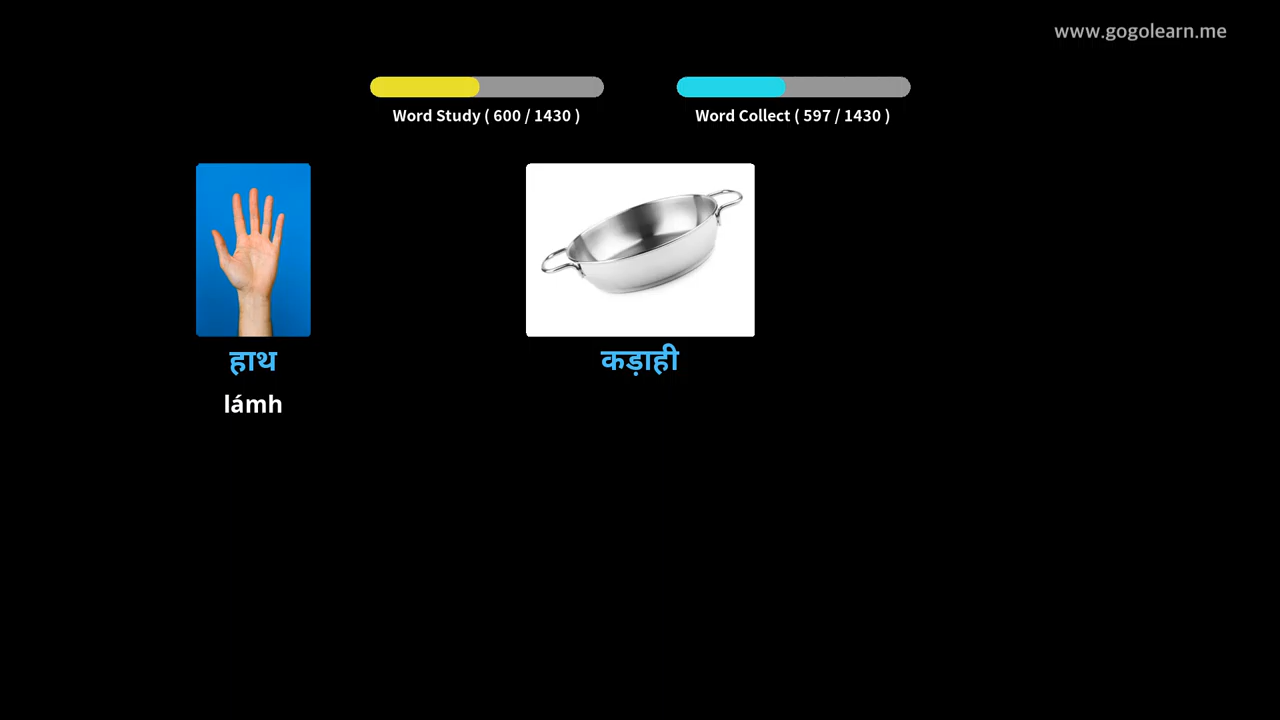 www.gogolearn.me
Word Study ( 600 / 1430 )
Word Collect ( 597 / 1430 )
हाथ
lámh
कड़ाही